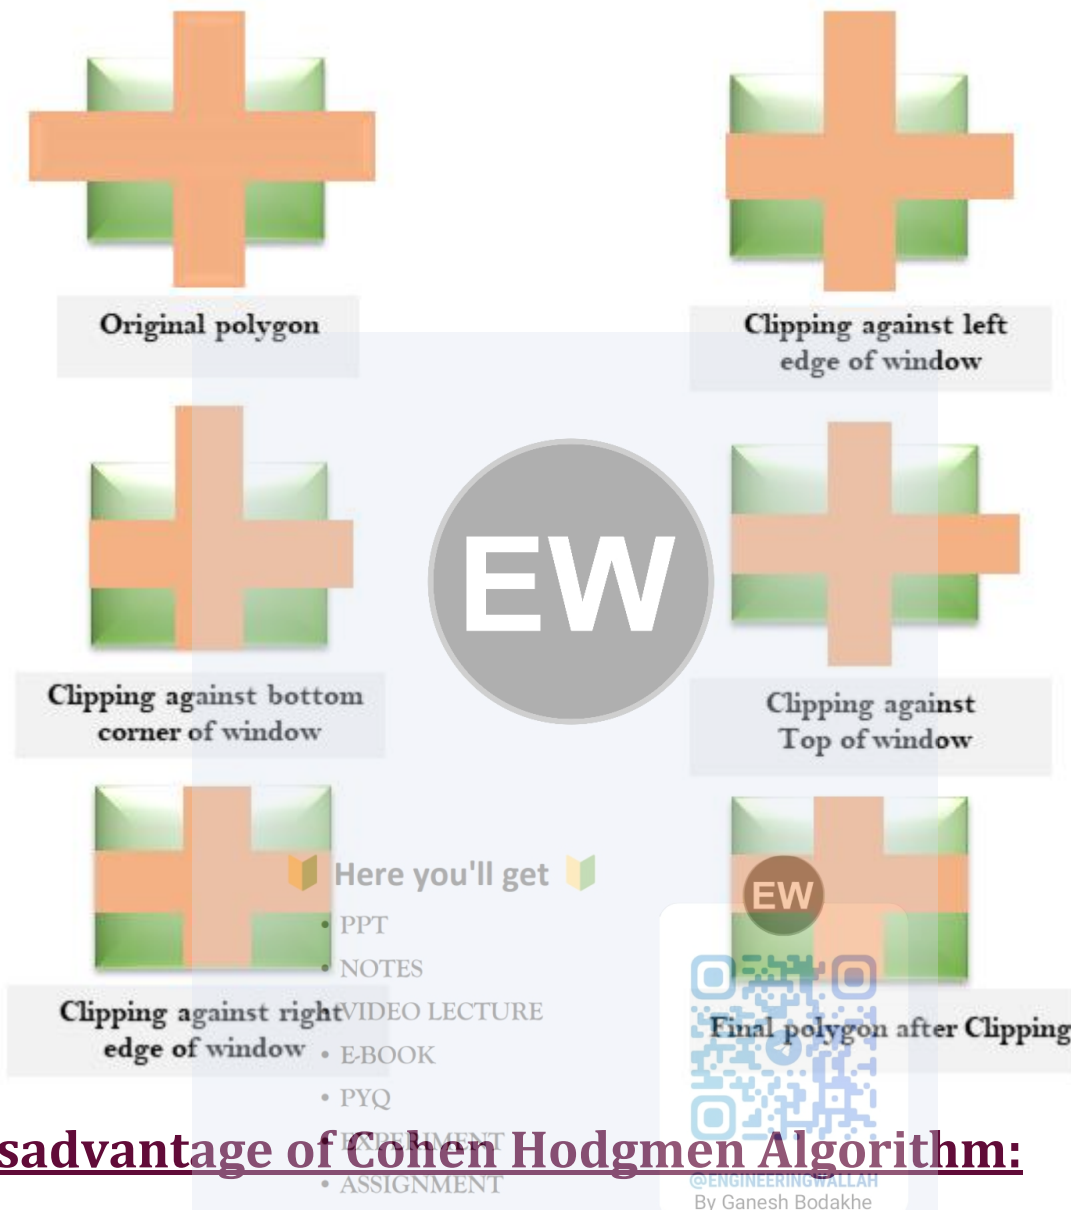 Original polygon
Clipping against left
edge of window
EW
Clipping against bottom
corner of window
Clipping against
Top of window
Here you'll get
• PPT
• NOTES
• VIDEO LECTURE
• E-BOOK
• PYQ
• EXPERIMENT
• ASSIGNMENT
EW
Clipping against right
edge of window
Final polygon after Clipping
sadvantage of Cohen Hodgmen Algorithm:
@ENGINEERINGWALLAH
By Ganesh Bodakhe